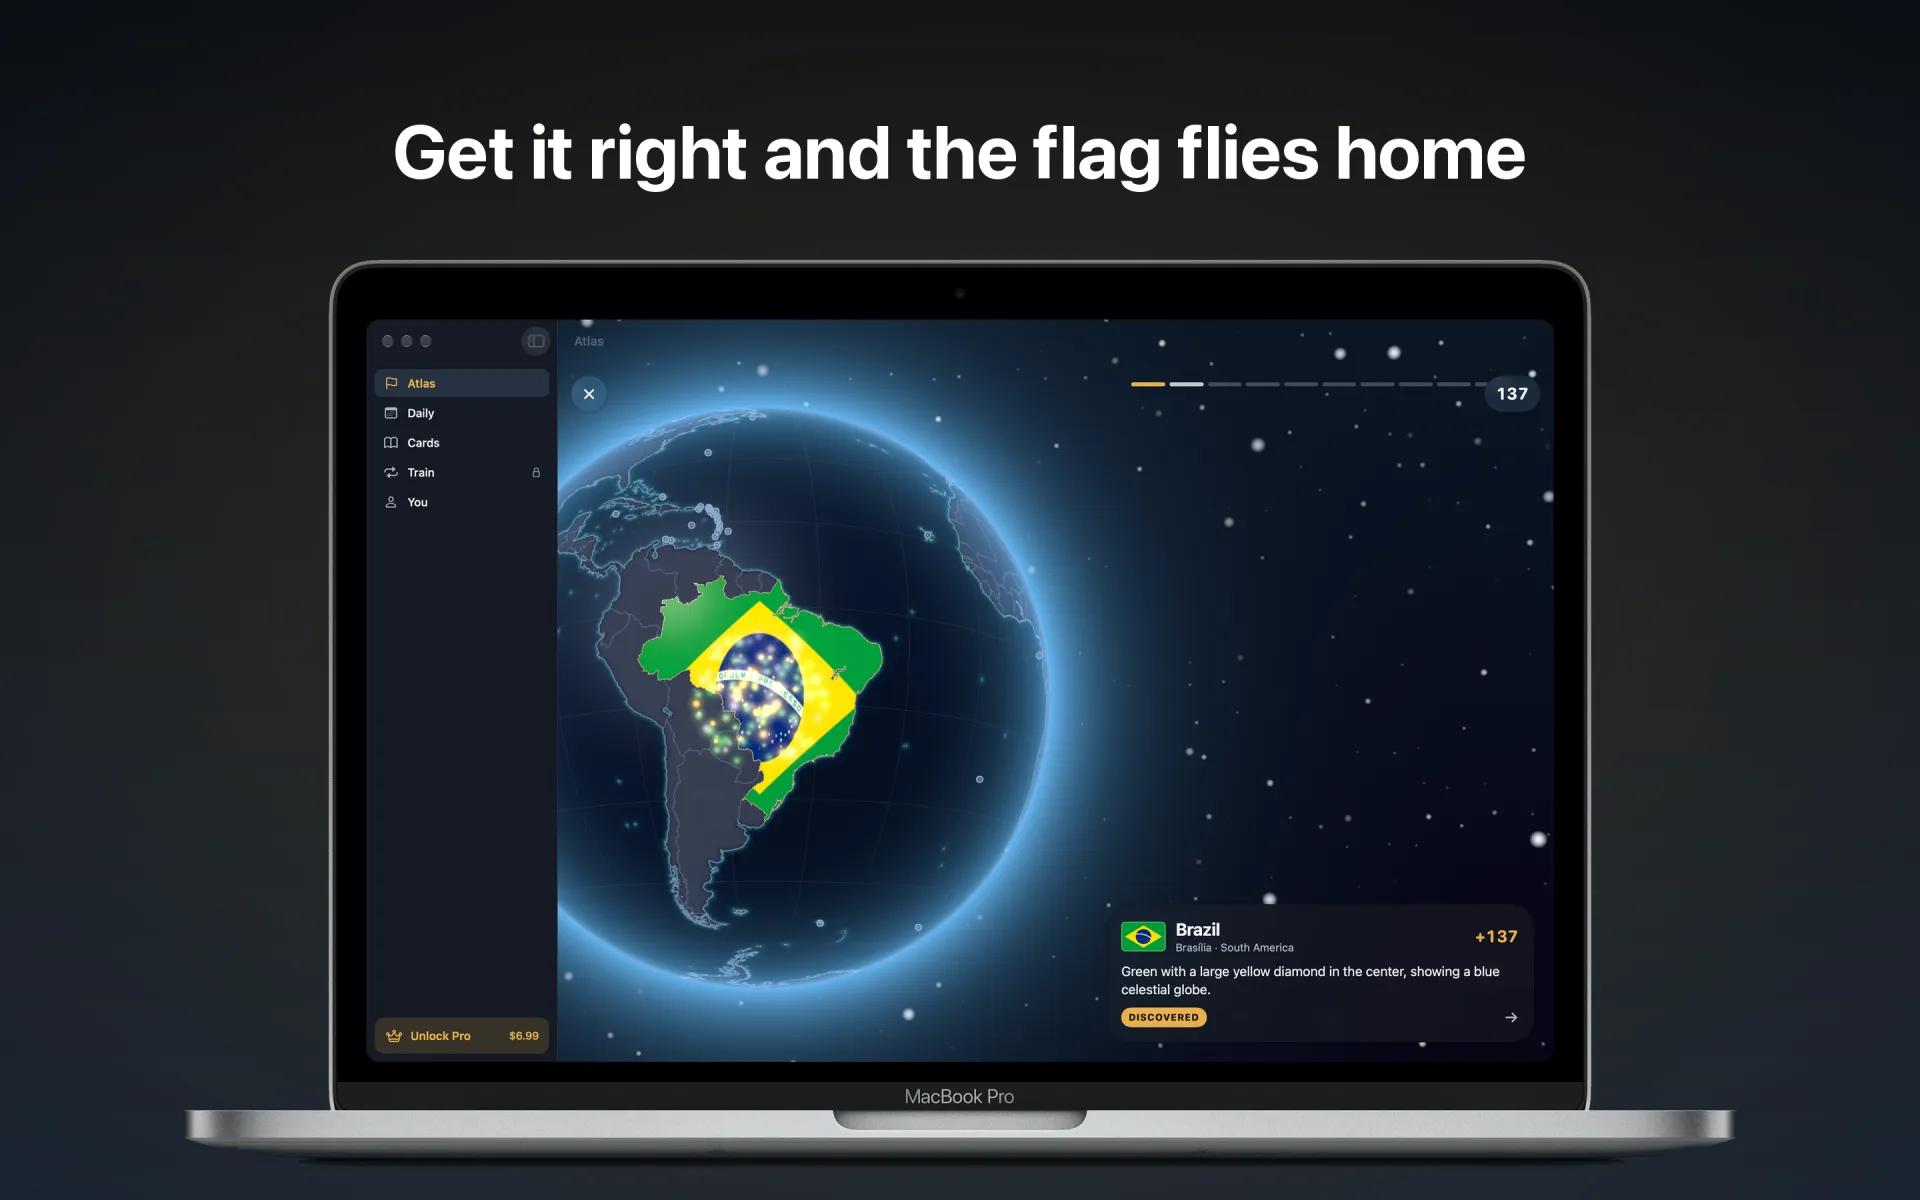 Get it right and the flag flies home
Atlas
Atlas
Daily
Cards
Train
You
137
ORDEM E PROGRESSO
Brazil
Brasília · South America
+137
Green with a large yellow diamond in the center, showing a blue
celestial globe.
DISCOVERED
Unlock Pro
$6.99
MacBook Pro